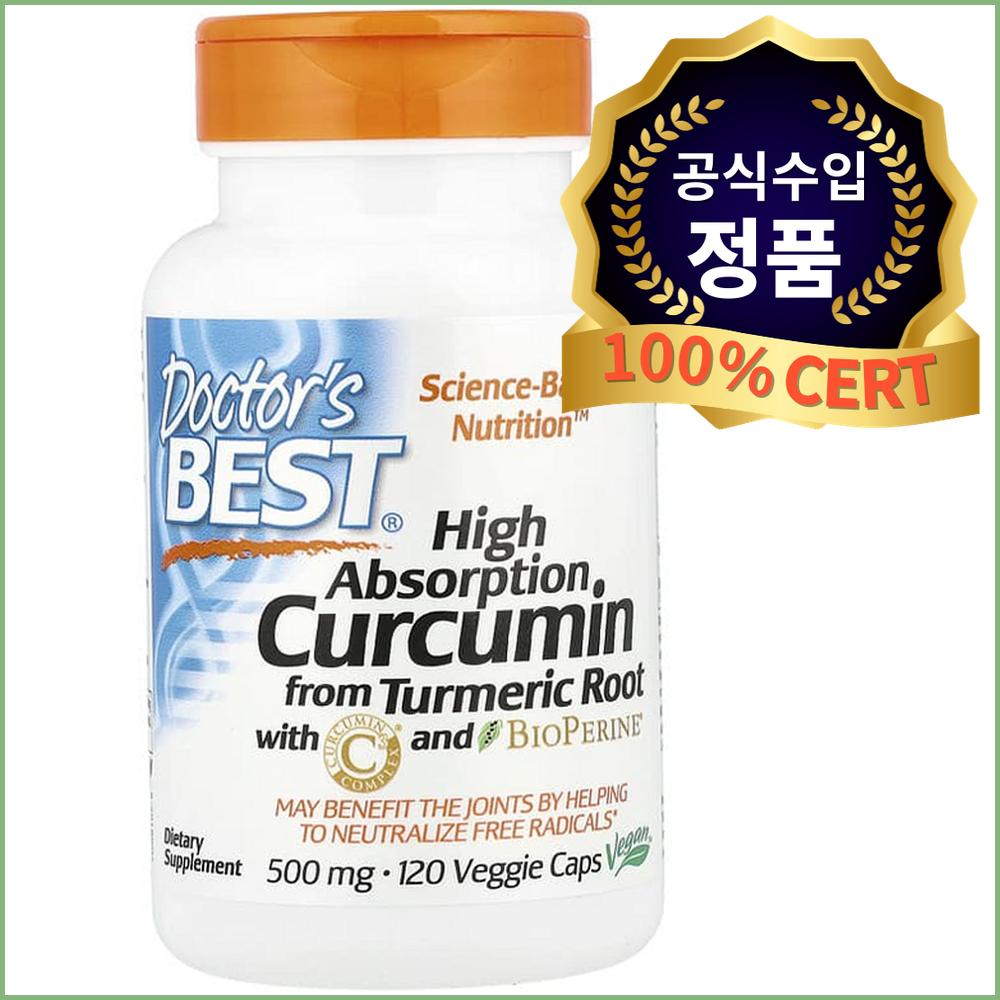 공식수입
정품
100% CERT
Doctor's
BEST®
Nutrition™
High
Absorption
Curcumin
from Turmeric Root
with CURCUMIN C COMPLEX® and BIOPERINE®
MAY BENEFIT THE JOINTS BY HELPING
TO NEUTRALIZE FREE RADICALS*
Dietary
Supplement
500 mg • 120 Veggie Caps
Vegan